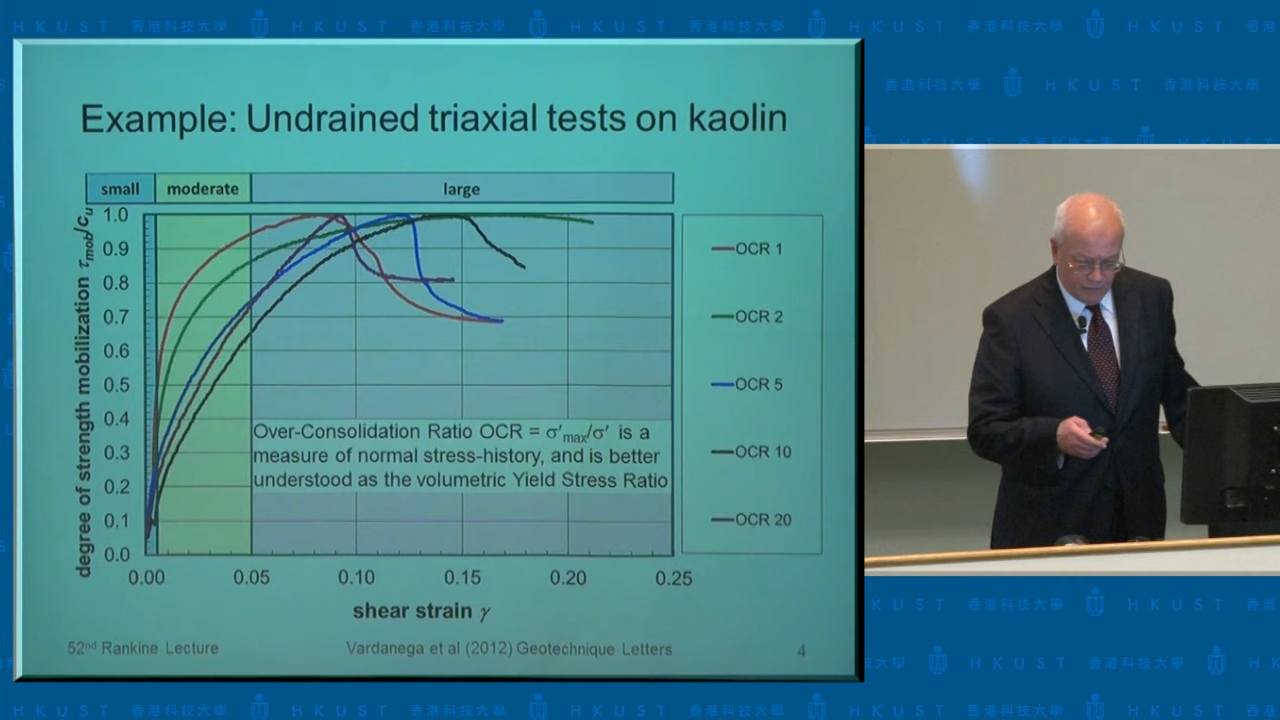 HKUST 香港科技大學
Example: Undrained triaxial tests on kaolin
small moderate large
degree of strength mobilization τmob/cu
1.0
0.9
0.8
0.7
0.6
0.5
0.4
0.3
0.2
0.1
0.0
OCR 1
OCR 2
OCR 5
OCR 10
OCR 20
Over-Consolidation Ratio OCR = σ′max/σ′ is a
measure of normal stress-history, and is better
understood as the volumetric Yield Stress Ratio
0.00 0.05 0.10 0.15 0.20 0.25
shear strain γ
52nd Rankine Lecture Vardanega et al (2012) Geotechnique Letters 4